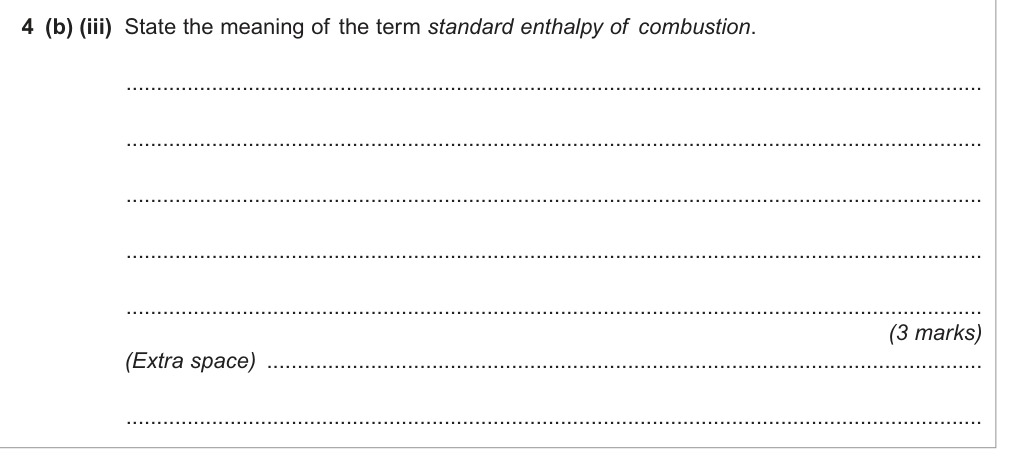 4 (b) (iii) State the meaning of the term standard enthalpy of combustion.
(3 marks)
(Extra space)